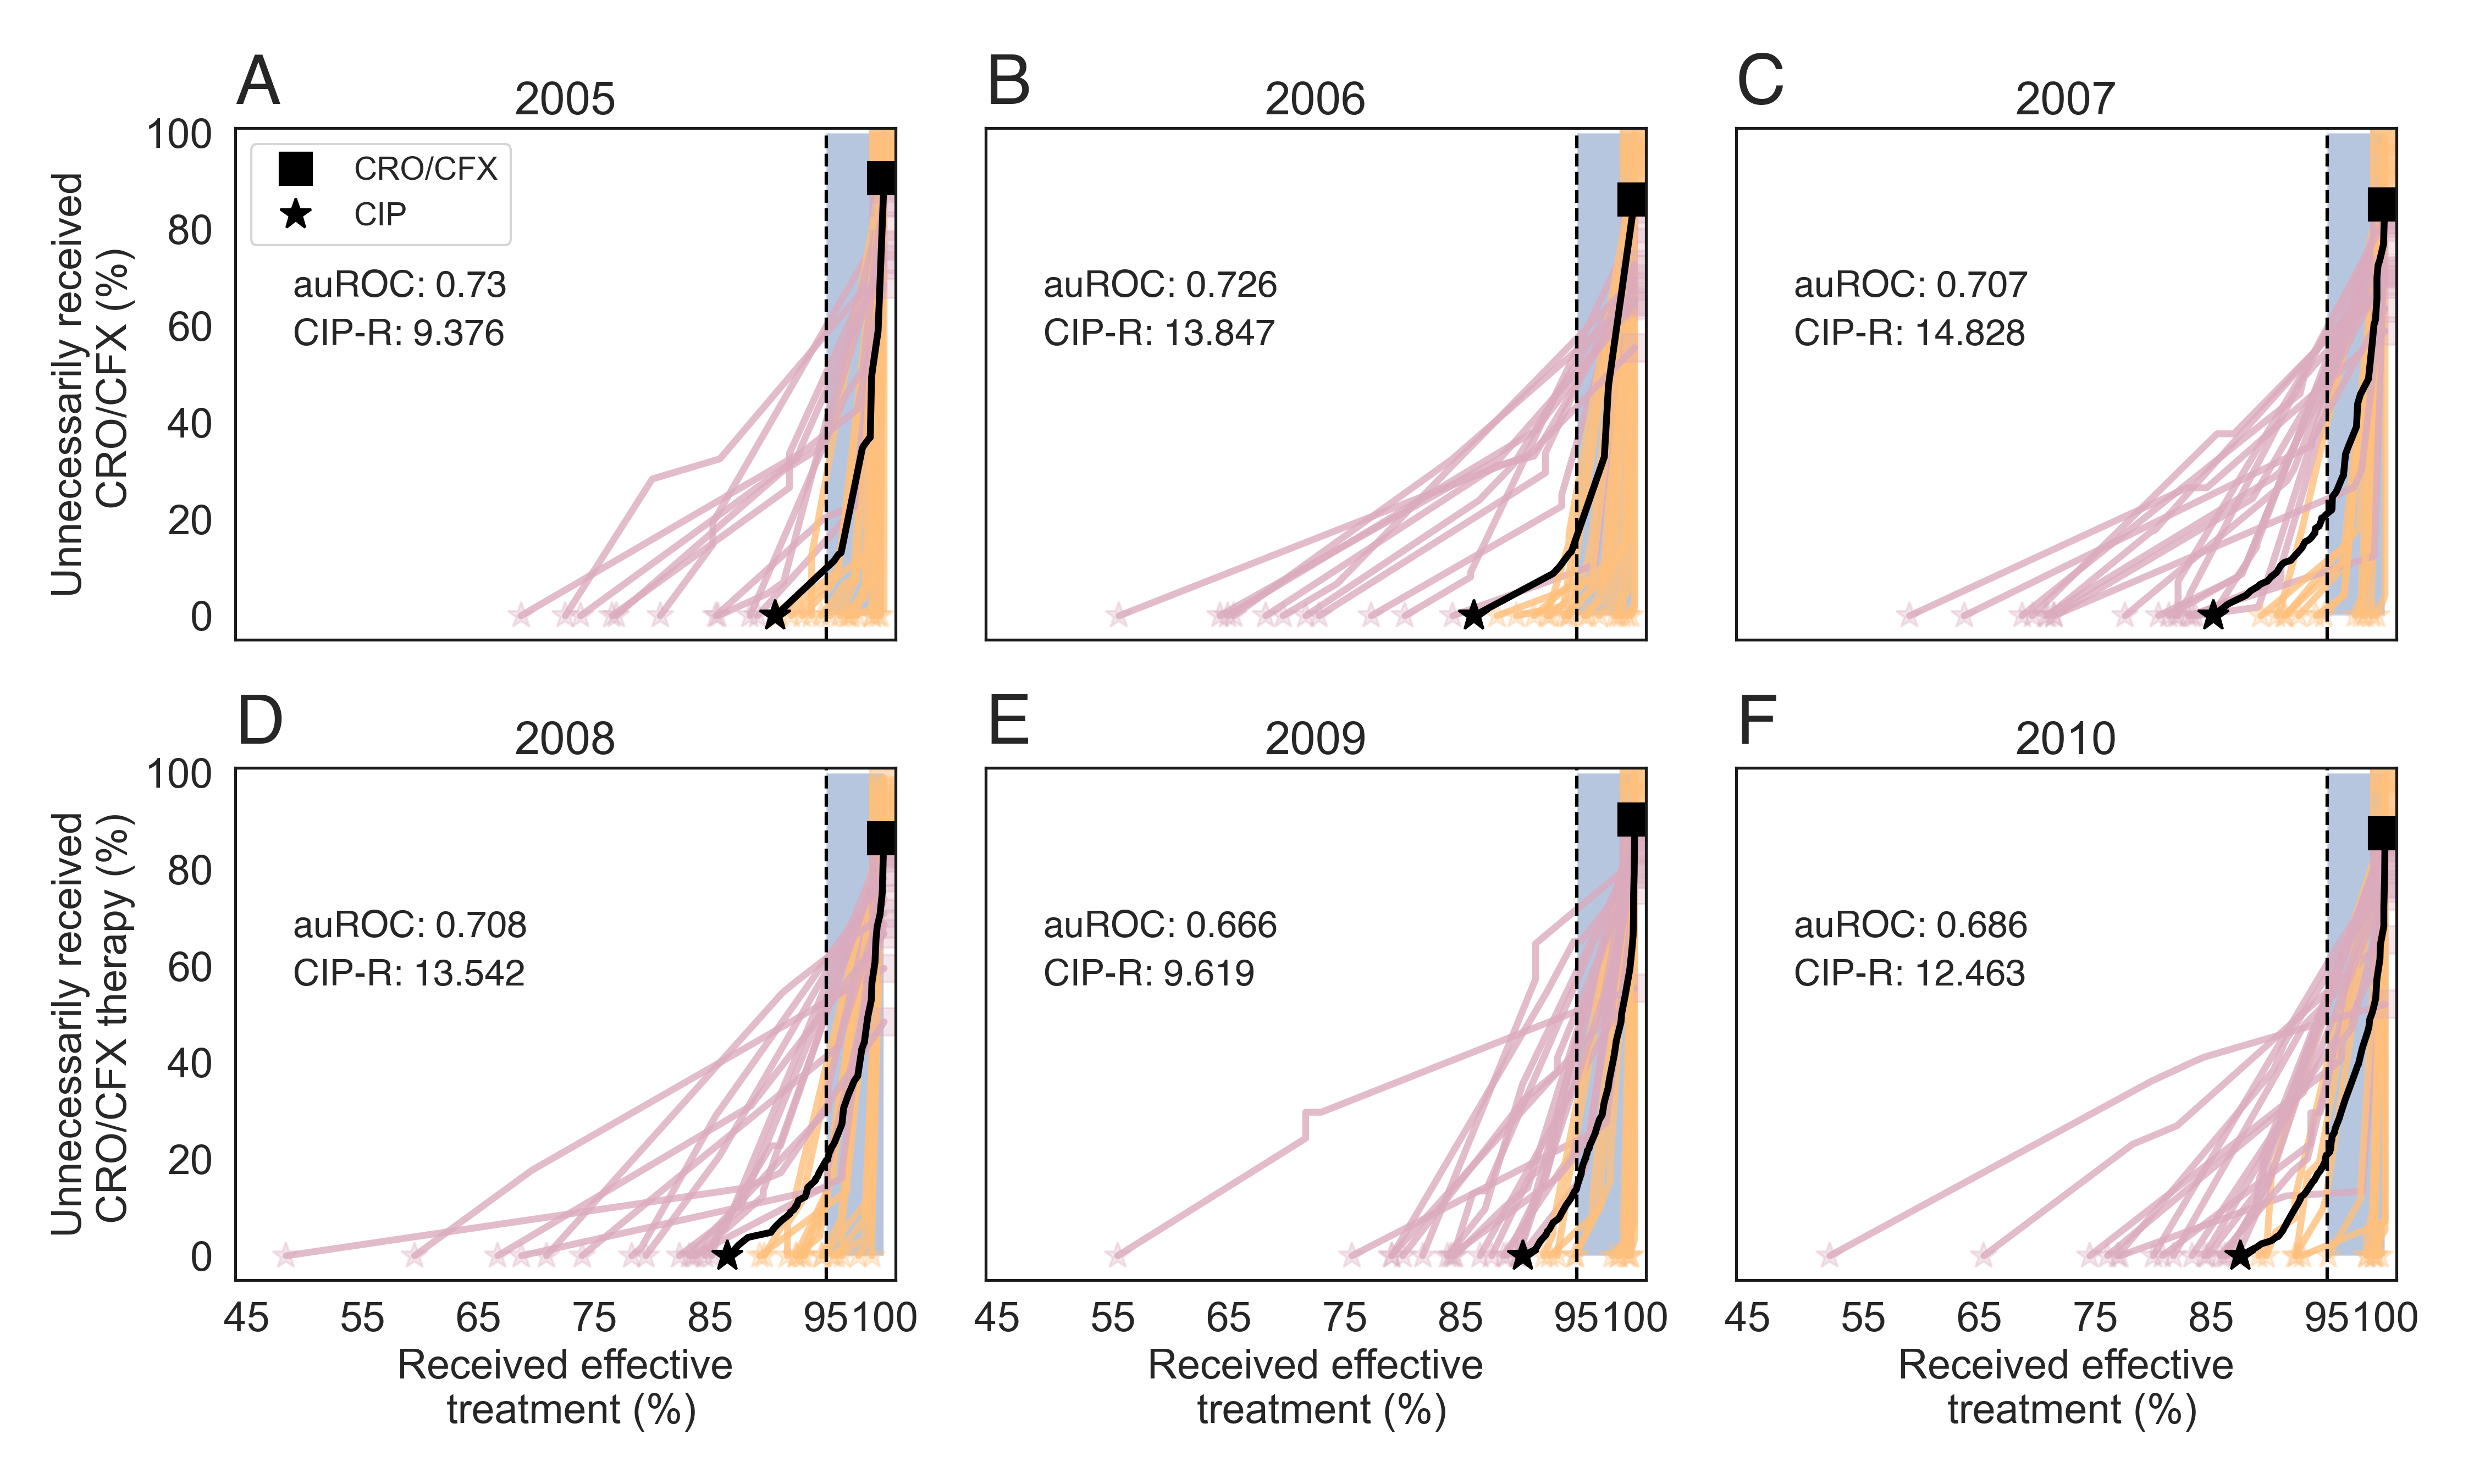 A
2005
B
2006
C
2007
Unnecessarily received
CRO/CFX (%)
100
80
60
40
20
0
CRO/CFX
CIP
auROC: 0.73
CIP-R: 9.376
auROC: 0.726
CIP-R: 13.847
auROC: 0.707
CIP-R: 14.828
D
2008
E
2009
F
2010
Unnecessarily received
CRO/CFX therapy (%)
100
80
60
40
20
0
auROC: 0.708
CIP-R: 13.542
auROC: 0.666
CIP-R: 9.619
auROC: 0.686
CIP-R: 12.463
45 55 65 75 85 95 100
45 55 65 75 85 95 100
45 55 65 75 85 95 100
Received effective
treatment (%)
Received effective
treatment (%)
Received effective
treatment (%)